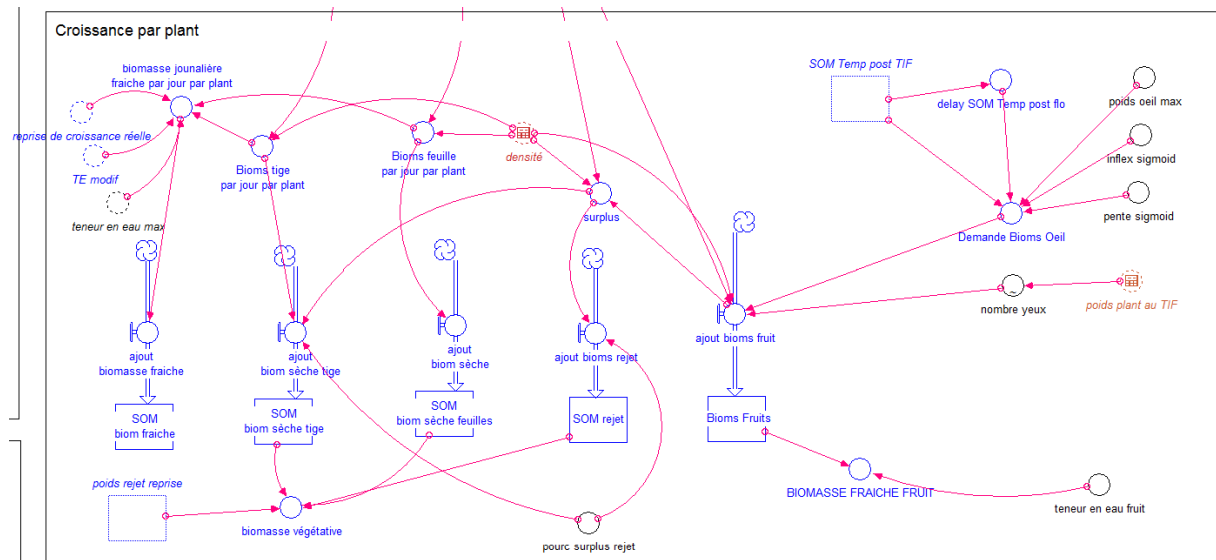 Croissance par plant
biomasse jounalière
fraiche par jour par plant
SOM Temp post TIF
delay SOM Temp post flo
poids oeil max
reprise de croissance réelle
Bioms tige
par jour par plant
Bioms feuille
par jour par plant
densité
inflex sigmoid
TE modif
teneur en eau max
surplus
pente sigmoid
Demande Bioms Oeil
nombre yeux
poids plant au TIF
ajout
biomasse fraiche
ajout
biom sèche tige
ajout
biom sèche
ajout bioms rejet
ajout bioms fruit
SOM
biom fraiche
SOM
biom sèche tige
SOM
biom sèche feuilles
SOM rejet
Bioms Fruits
poids rejet reprise
biomasse végétative
BIOMASSE FRAICHE FRUIT
teneur en eau fruit
pourc surplus rejet